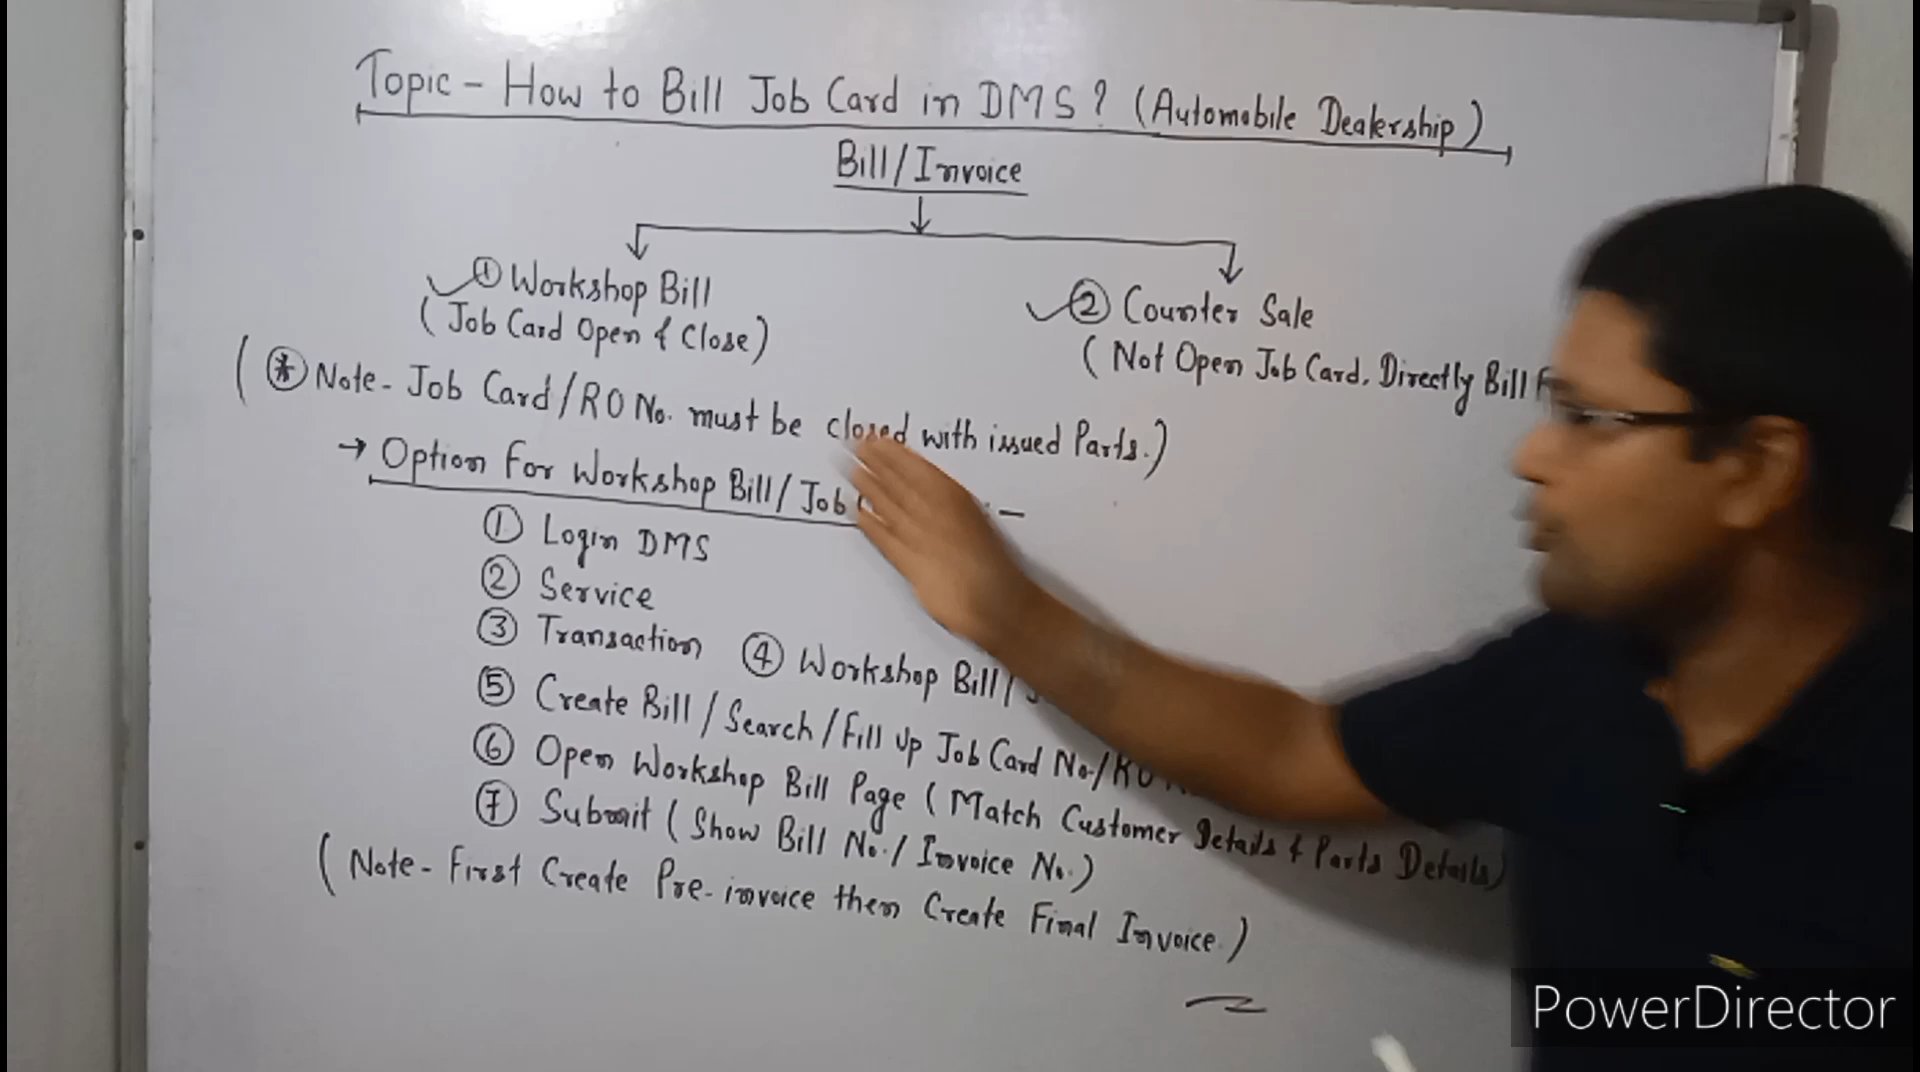 Topic - How to Bill Job Card in DMS? (Automobile Dealership)
Bill/Invoice
① Workshop Bill
(Job Card Open & Close)
② Counter Sale
(Not Open Job Card, Directly Bill
(* Note - Job Card/RO No. must be closed with issued Parts.)
→ Option For Workshop Bill/Job :-
① Login DMS
② Service
③ Transaction ④ Workshop Bill/
⑤ Create Bill/Search/Fill Up Job Card No./RO
⑥ Open Workshop Bill Page (Match Customer Details & Parts Details)
⑦ Submit (Show Bill No./Invoice No.)
(Note - First Create Pre-invoice then Create Final Invoice.)
PowerDirector